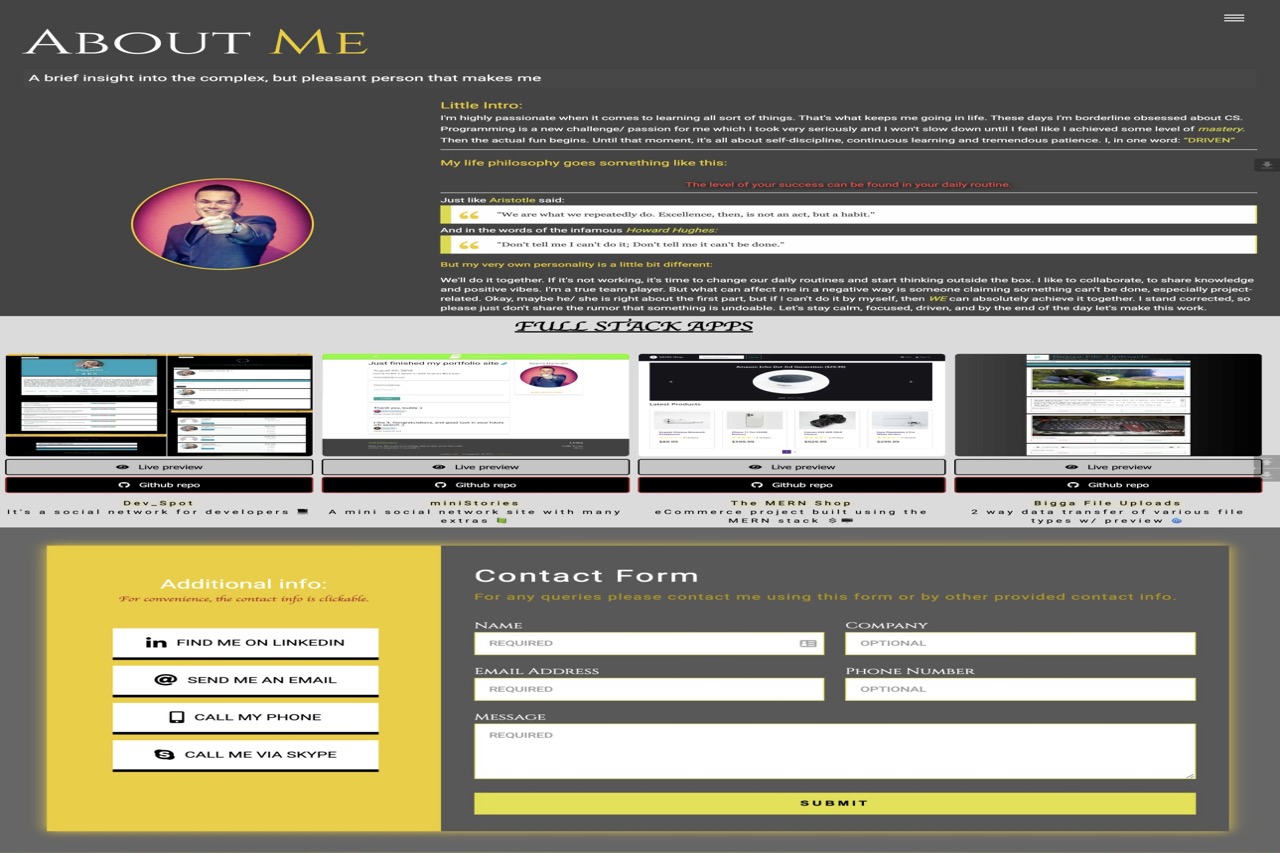 About Me
A brief insight into the complex, but pleasant person that makes me
Little Intro:
I'm highly passionate when it comes to learning all sort of things. That's what keeps me going in life. These days I'm borderline obsessed about CS.
Programming is a new challenge/ passion for me which I took very seriously and I won't slow down until I feel like I achieved some level of mastery.
Then the actual fun begins. Until that moment, it's all about self-discipline, continuous learning and tremendous patience. I, in one word: "DRIVEN"
My life philosophy goes something like this:
The level of your success can be found in your daily routine.
Just like Aristotle said:
"We are what we repeatedly do. Excellence, then, is not an act, but a habit."
And in the words of the infamous Howard Hughes:
"Don't tell me I can't do it; Don't tell me it can't be done."
But my very own personality is a little bit different:
We'll do it together. If it's not working, it's time to change our daily routines and start thinking outside the box. I like to collaborate, to share knowledge
and positive vibes. I'm a true team player. But what can affect me in a negative way is someone claiming something can't be done, especially project-
related. Okay, maybe he/ she is right about the first part, but if I can't do it by myself, then WE can absolutely achieve it together. I stand corrected, so
please just don't share the rumor that something is undoable. Let's stay calm, focused, driven, and by the end of the day let's make this work.
FULL STACK APPS
Just finished my portfolio site
Amazon Echo Dot 3rd Generation ($29.99)
Latest Products
Bigga File Uploads
Live preview
Live preview
Live preview
Live preview
Github repo
Github repo
Github repo
Github repo
Dev_Spot
It's a social network for developers
miniStories
A mini social network site with many
extras
The MERN Shop
eCommerce project built using the
MERN stack
Bigga File Uploads
2 way data transfer of various file
types w/ preview
Additional info:
For convenience, the contact info is clickable.
FIND ME ON LINKEDIN
SEND ME AN EMAIL
CALL MY PHONE
CALL ME VIA SKYPE
Contact Form
For any queries please contact me using this form or by other provided contact info.
Name
Company
REQUIRED
OPTIONAL
Email Address
Phone Number
REQUIRED
OPTIONAL
Message
REQUIRED
SUBMIT